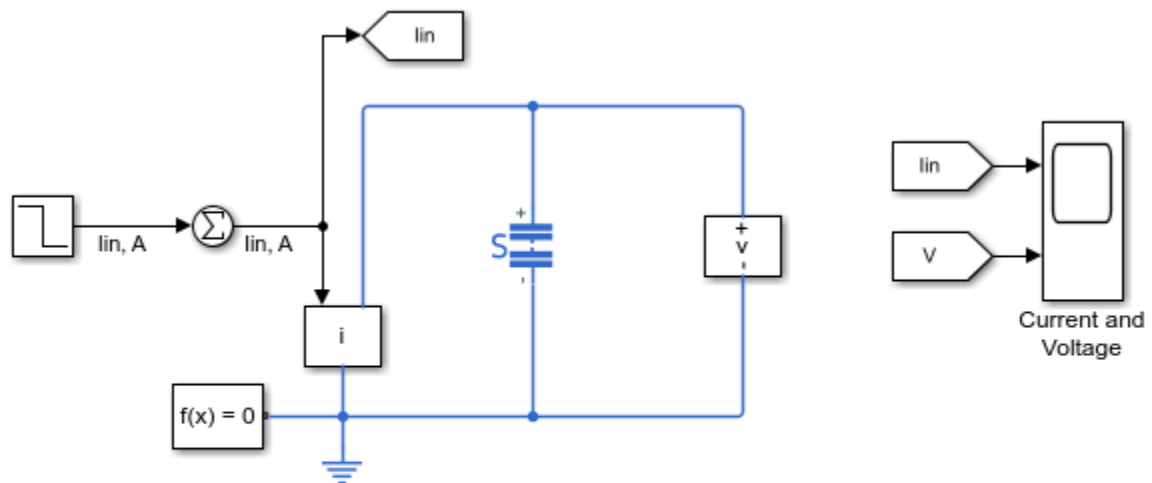 Iin
Iin, A
Σ
Iin, A
S
+
-
+
v
-
i
f(x) = 0
Iin
V
Current and
Voltage